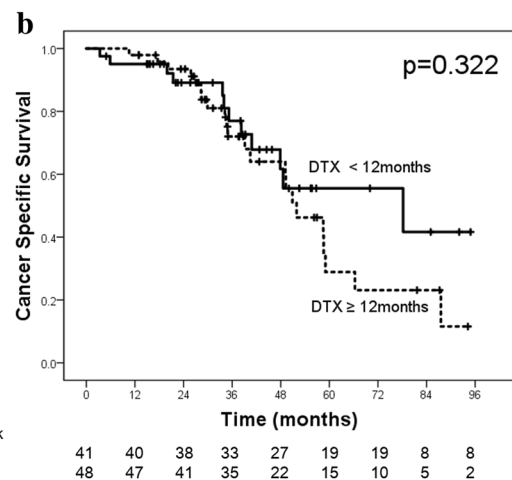 b
p=0.322
Cancer Specific Survival
1.0
0.8
0.6
0.4
0.2
0.0
DTX < 12months
DTX ≥ 12months
0 12 24 36 48 60 72 84 96
Time (months)
k
41 40 38 33 27 19 19 8 8
48 47 41 35 22 15 10 5 2